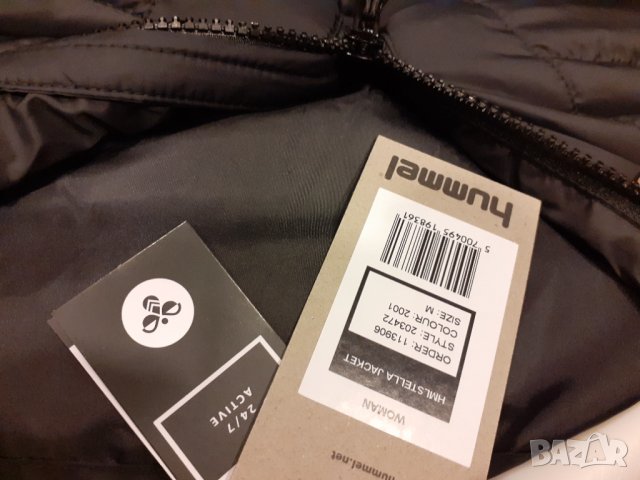 hummel
5 700495 198361
ORDER: 113906
STYLE: 203472
COLOUR: 2001
SIZE: M
HMLSTELLA JACKET
WOMAN
hummel.net
24/7
ACTIVE
BAZAR